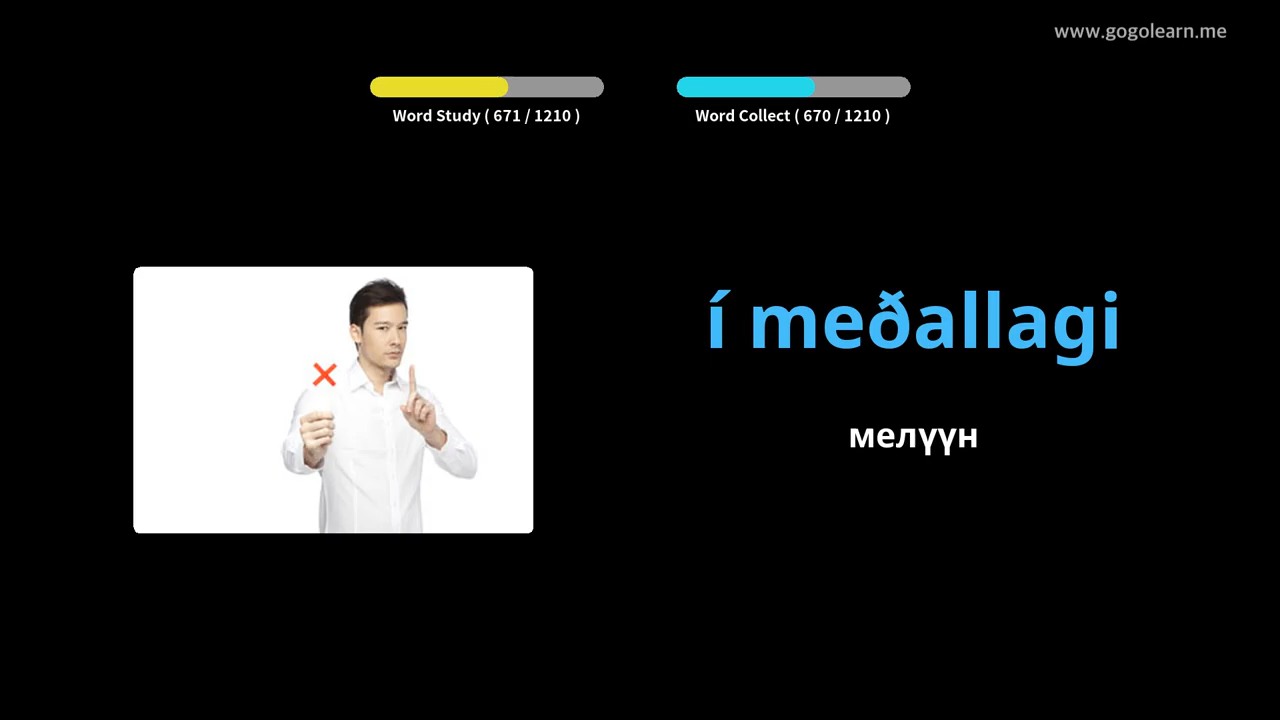 www.gogolearn.me
Word Study ( 671 / 1210 )
Word Collect ( 670 / 1210 )
í meðallagi
мелүүн